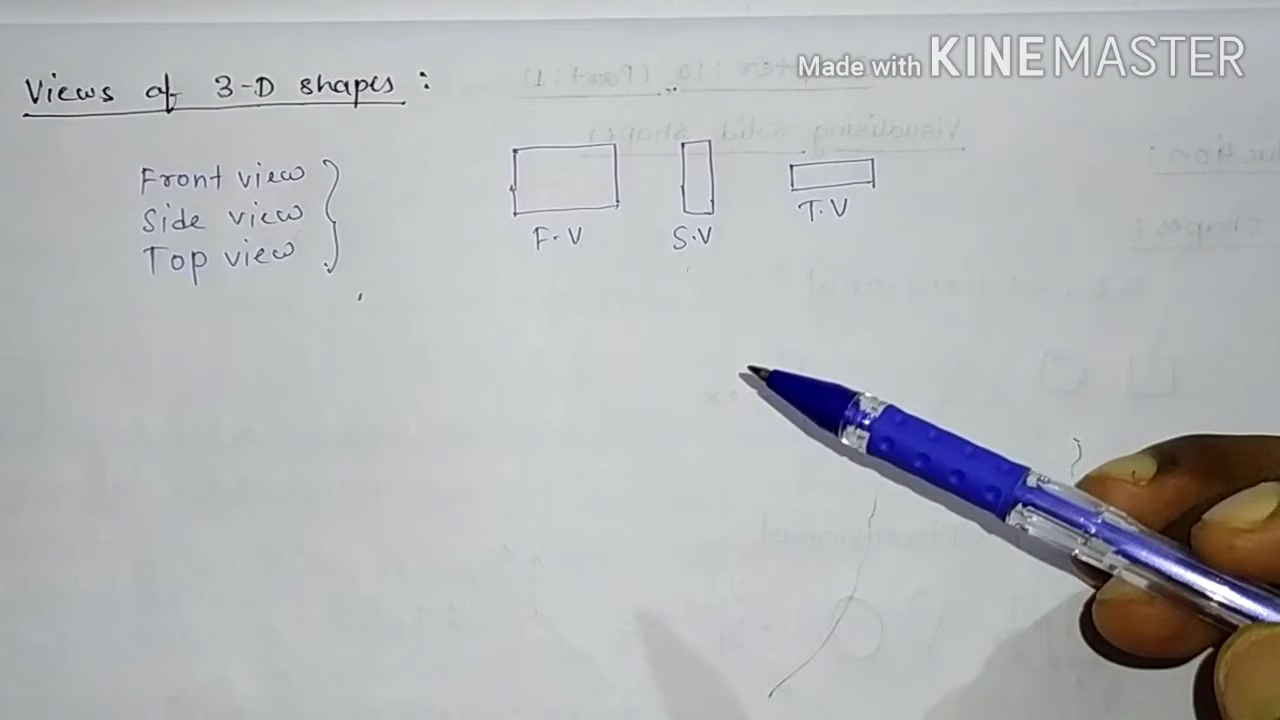 Made with KINEMASTER
Views of 3-D shapes :
Front view
Side view
Top view
F.V
S.V
T.V